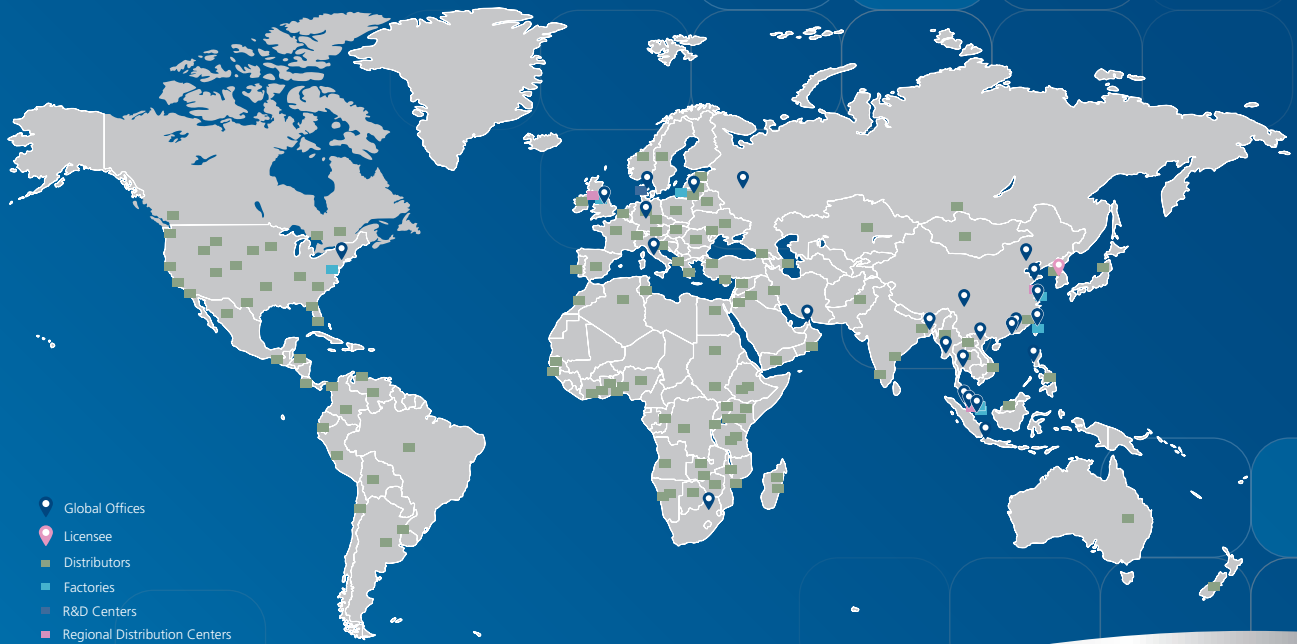 Global Offices
Licensee
Distributors
Factories
R&D Centers
Regional Distribution Centers